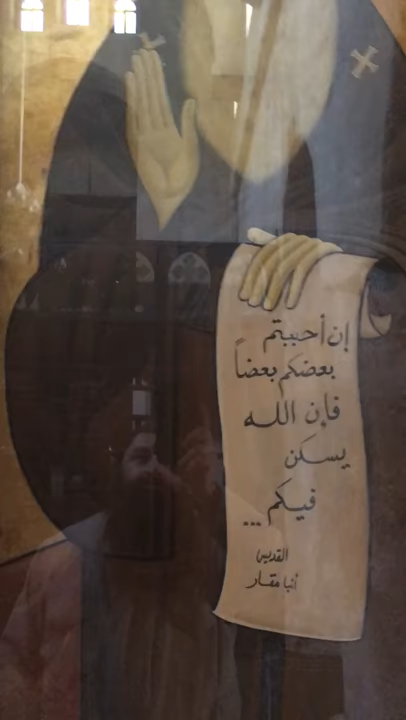 إن أحببتم
بعضكم بعضاً
فإن الله
يسكن
فيكم...
القديس
أنبا مقار